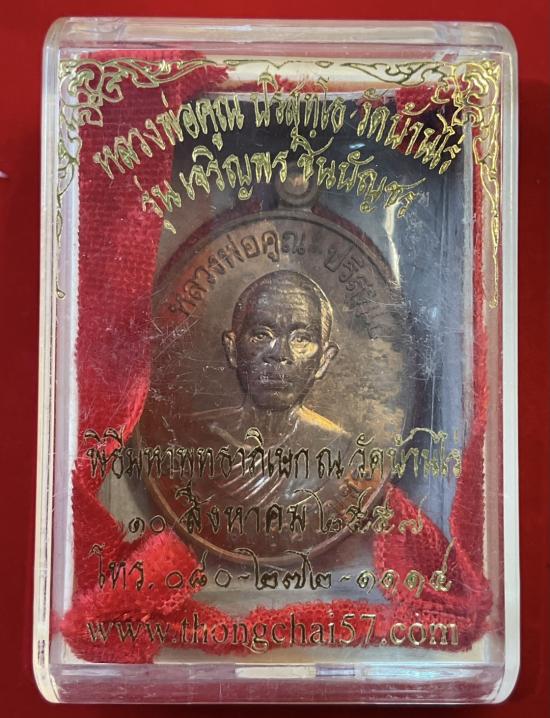 หลวงพ่อคูณ ปริสุทฺโธ วัดบ้านไร่
รุ่น เจริญพร ชินบัญชร
หลวงพ่อคูณ ปริสุทฺโธ
พิธีมหาพุทธาภิเษก ณ วัดบ้านไร่
๑๐ สิงหาคม ๒๕๕๗
โทร. ๐๘๐-๒๗๒-๑๑๑๔
www.thongchai57.com